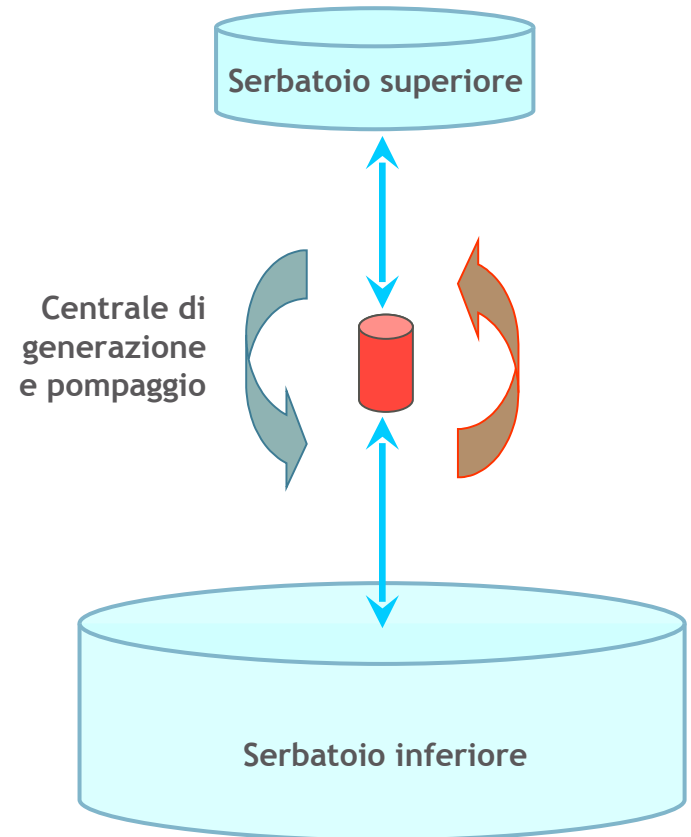 Serbatoio superiore
Centrale di
generazione
e pompaggio
Serbatoio inferiore